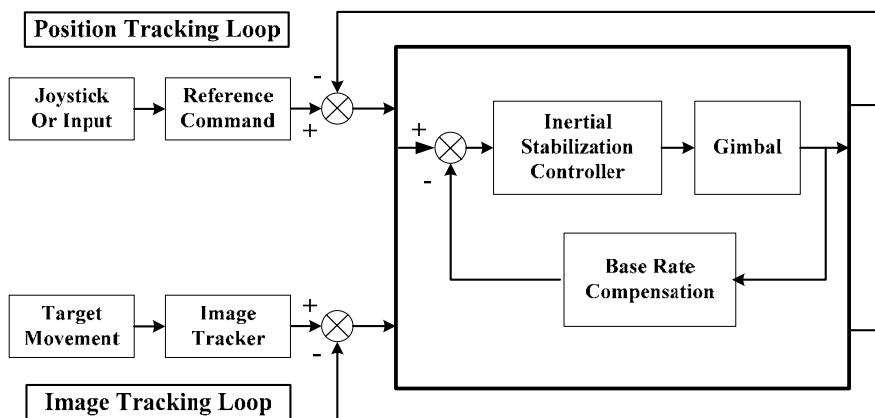 Position Tracking Loop
-
Joystick
Or Input
Reference
Command
+
+
-
Inertial
Stabilization
Controller
Gimbal
Base Rate
Compensation
Target
Movement
Image
Tracker
+
-
Image Tracking Loop